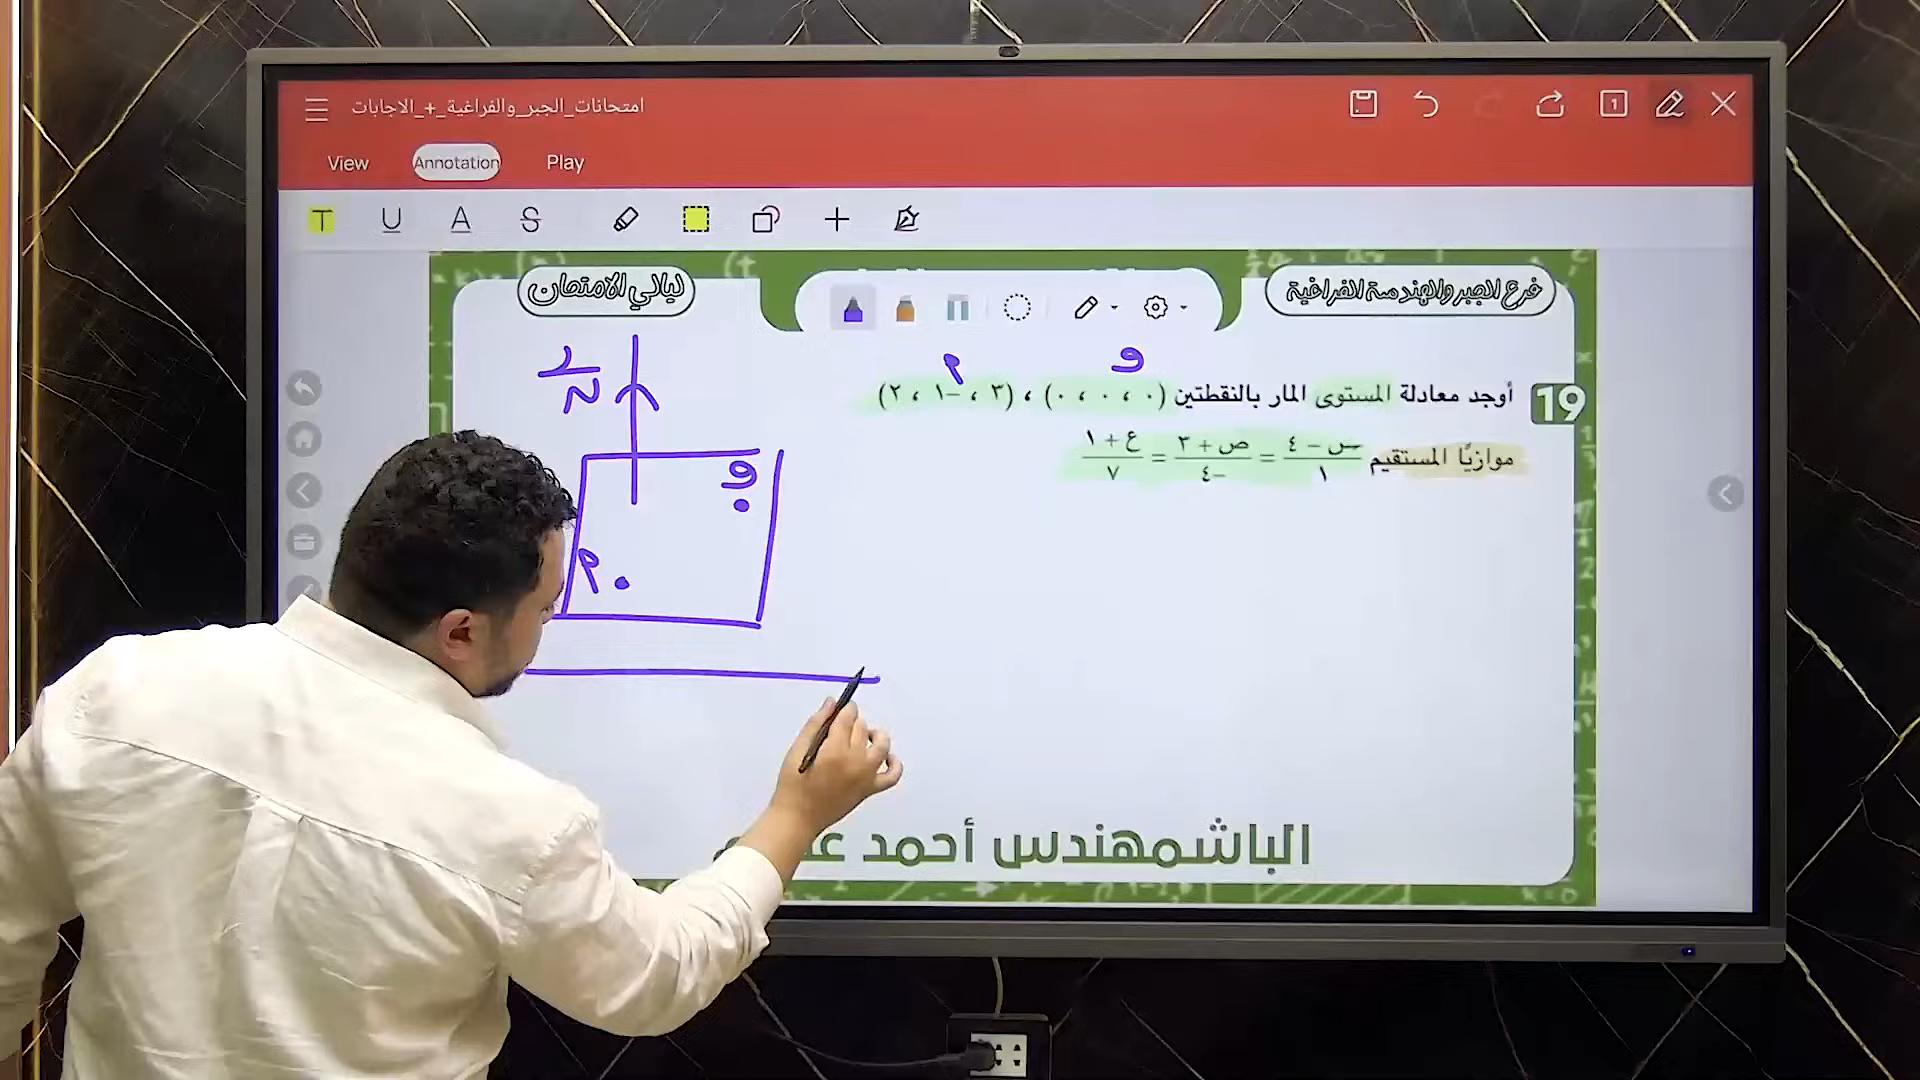 امتحانات_الجبر_والفراغية_+_الاجابات
View Annotation Play
T U A S
فرع الجبر والهندسة الفراغية
ليالي الامتحان
و م
19 أوجد معادلة المستوى المار بالنقطتين (٠ ، ٠ ، ٠) ، (٣ ، -١ ، ٢)
موازيًا المستقيم (س - ٤)/١ = (ص + ٣)/-٤ = (ع + ١)/٧
و
م
الباشمهندس أحمد